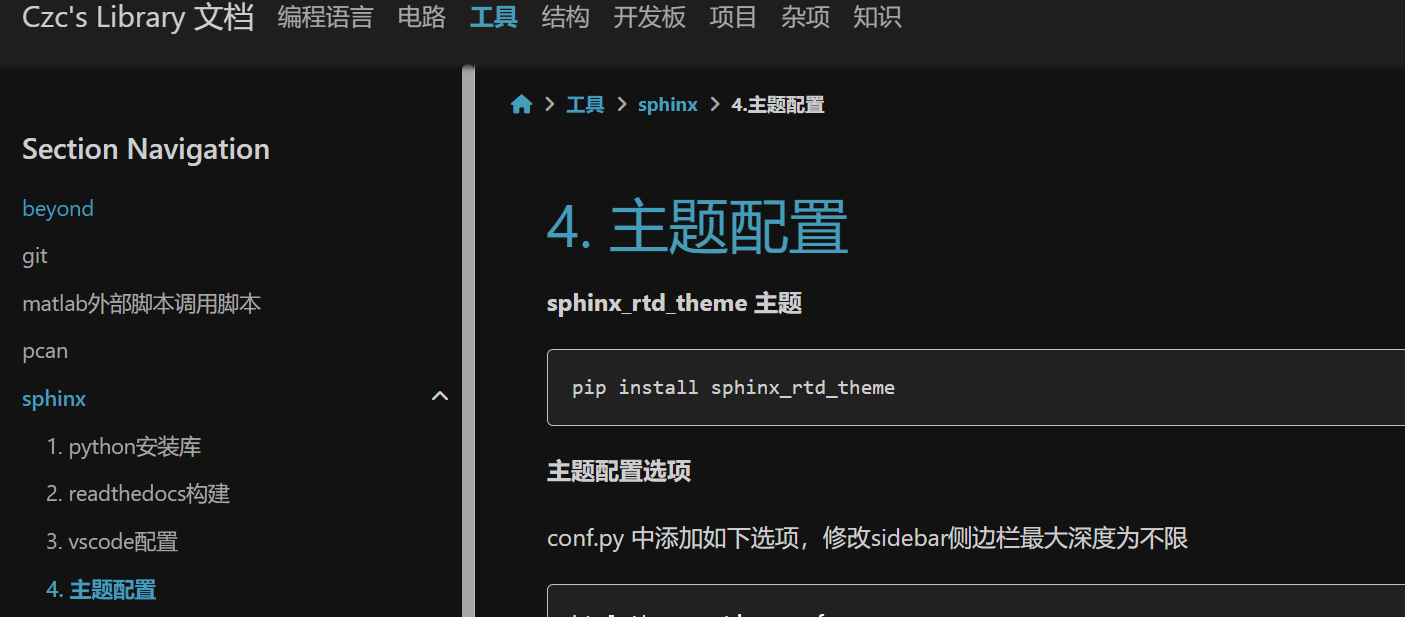 Czc's Library 文档 编程语言 电路 工具 结构 开发板 项目 杂项 知识
工具 sphinx 4.主题配置
Section Navigation
beyond
git
matlab外部脚本调用脚本
pcan
sphinx
1. python安装库
2. readthedocs构建
3. vscode配置
4. 主题配置
4. 主题配置
sphinx_rtd_theme 主题
pip install sphinx_rtd_theme
主题配置选项
conf.py 中添加如下选项，修改sidebar侧边栏最大深度为不限